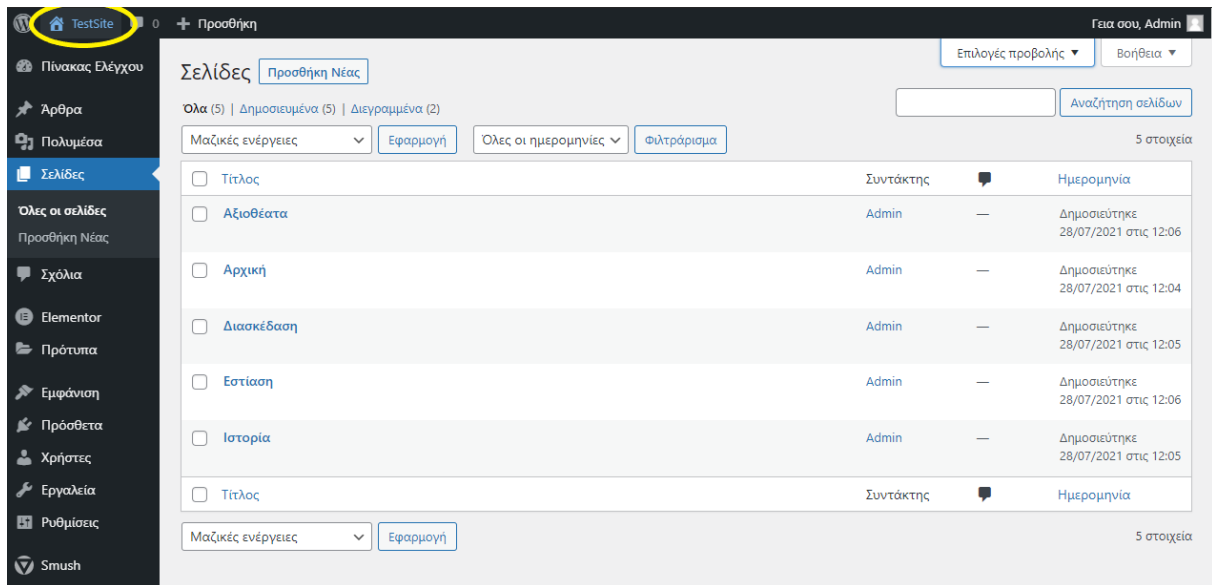 TestSite 0 Προσθήκη Γεια σου, Admin
Πίνακας Ελέγχου
Άρθρα
Πολυμέσα
Σελίδες
Όλες οι σελίδες
Προσθήκη Νέας
Σχόλια
Elementor
Πρότυπα
Εμφάνιση
Πρόσθετα
Χρήστες
Εργαλεία
Ρυθμίσεις
Smush
Επιλογές προβολής ▼ Βοήθεια ▼
Σελίδες Προσθήκη Νέας
Όλα (5) | Δημοσιευμένα (5) | Διεγραμμένα (2)
Αναζήτηση σελίδων
Μαζικές ενέργειες Εφαρμογή Όλες οι ημερομηνίες Φιλτράρισμα 5 στοιχεία
Τίτλος Συντάκτης Ημερομηνία
Αξιοθέατα Admin — Δημοσιεύτηκε
28/07/2021 στις 12:06
Αρχική Admin — Δημοσιεύτηκε
28/07/2021 στις 12:04
Διασκέδαση Admin — Δημοσιεύτηκε
28/07/2021 στις 12:05
Εστίαση Admin — Δημοσιεύτηκε
28/07/2021 στις 12:06
Ιστορία Admin — Δημοσιεύτηκε
28/07/2021 στις 12:05
Τίτλος Συντάκτης Ημερομηνία
Μαζικές ενέργειες Εφαρμογή 5 στοιχεία